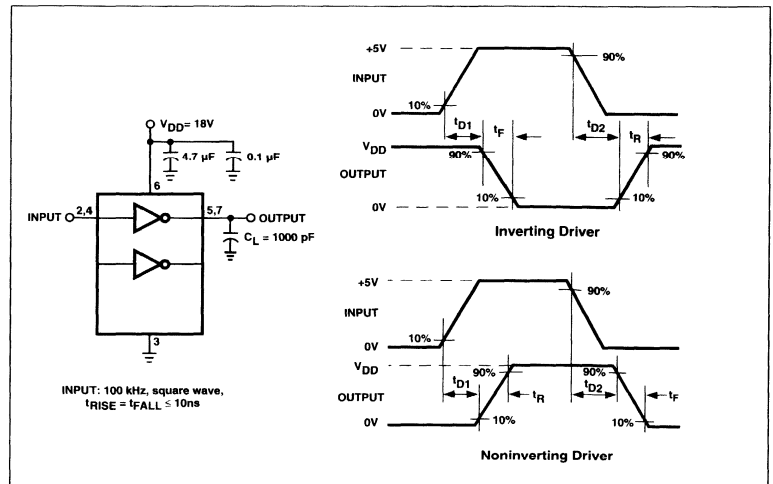 V_DD = 18V
4.7 µF
0.1 µF
6
INPUT
2,4
5,7
OUTPUT
C_L = 1000 pF
3
INPUT: 100 kHz, square wave,
t_RISE = t_FALL ≤ 10ns
+5V
INPUT
90%
10%
0V
t_D1
t_F
t_D2
t_R
V_DD
90%
90%
OUTPUT
10%
10%
0V
Inverting Driver
+5V
INPUT
90%
10%
0V
V_DD
t_D1
90%
t_R
90%
t_D2
t_F
OUTPUT
10%
10%
0V
Noninverting Driver